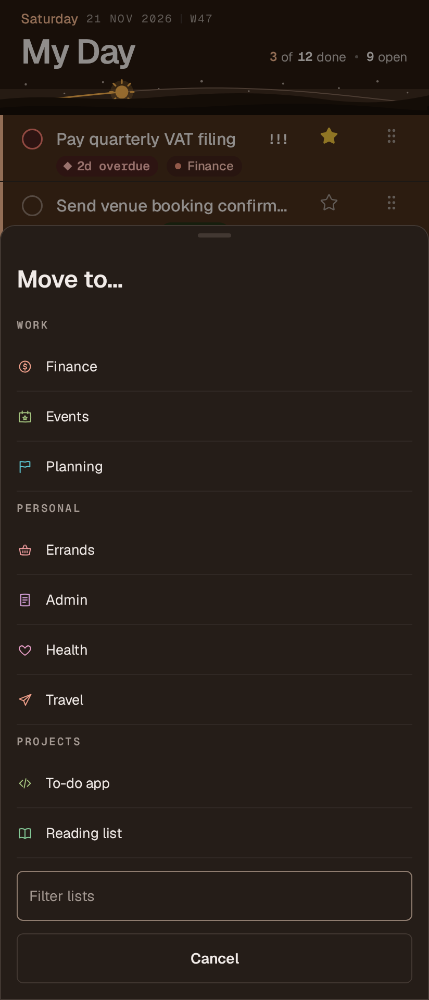 Saturday 21 NOV 2026 | W47
My Day
3 of 12 done • 9 open
Pay quarterly VAT filing !!!
2d overdue Finance
Send venue booking confirm…
Move to…
WORK
Finance
Events
Planning
PERSONAL
Errands
Admin
Health
Travel
PROJECTS
To-do app
Reading list
Filter lists
Cancel